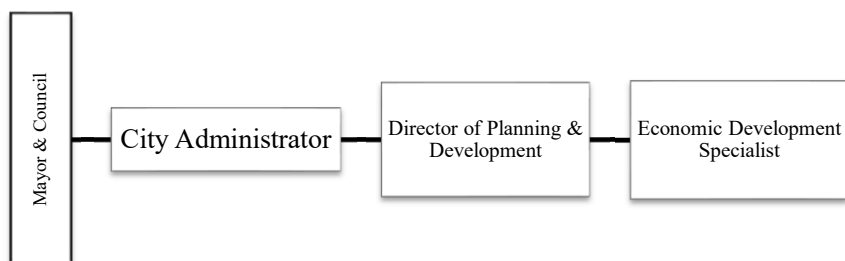 Mayor & Council
City Administrator
Director of Planning &
Development
Economic Development
Specialist